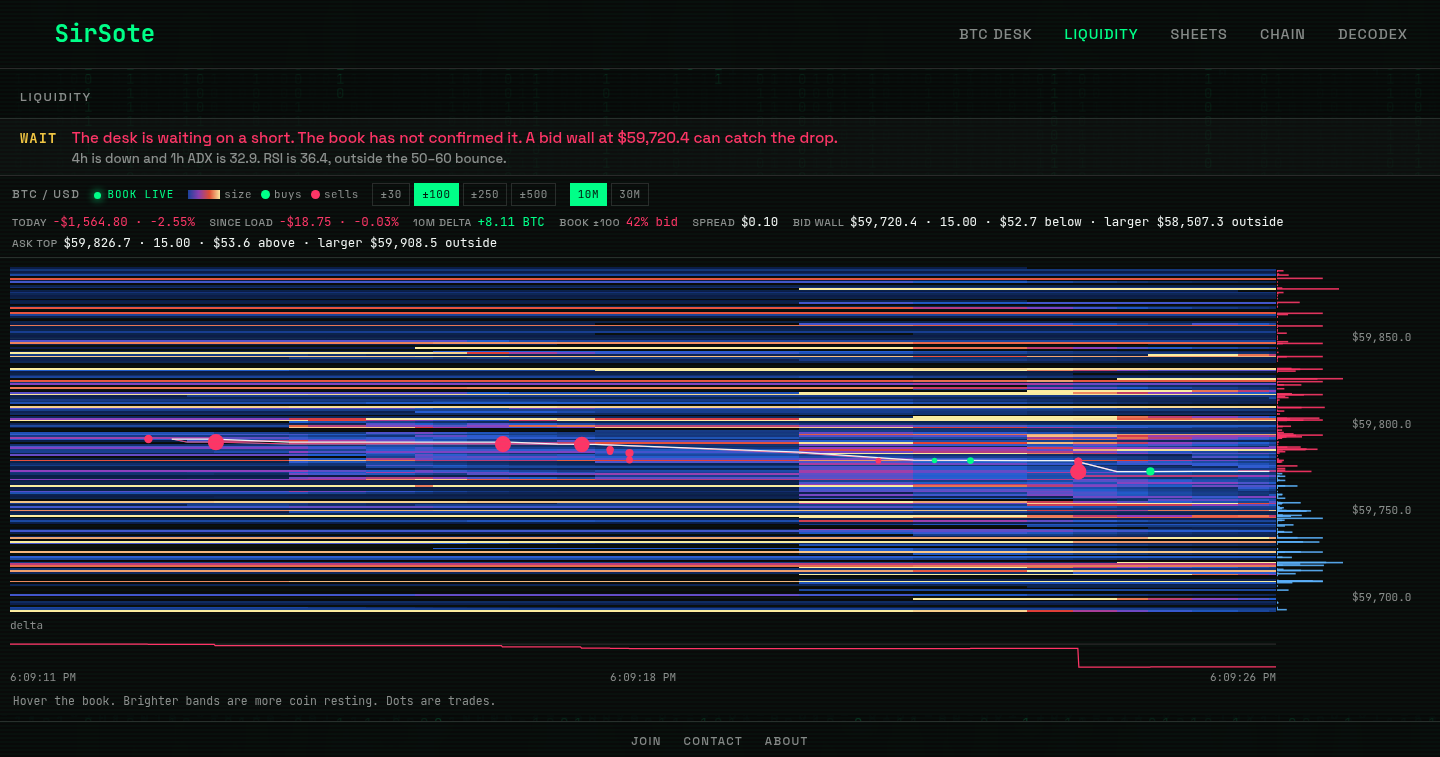 SirSote
BTC DESK LIQUIDITY SHEETS CHAIN DECODEX
LIQUIDITY
WAIT The desk is waiting on a short. The book has not confirmed it. A bid wall at $59,720.4 can catch the drop.
4h is down and 1h ADX is 32.9. RSI is 36.4, outside the 50–60 bounce.
BTC / USD BOOK LIVE size buys sells ±30 ±100 ±250 ±500 10M 30M
TODAY -$1,564.80 · -2.55% SINCE LOAD -$18.75 · -0.03% 10M DELTA +8.11 BTC BOOK ±100 42% bid SPREAD $0.10 BID WALL $59,720.4 · 15.00 · $52.7 below · larger $58,507.3 outside
ASK TOP $59,826.7 · 15.00 · $53.6 above · larger $59,908.5 outside
$59,850.0
$59,800.0
$59,750.0
$59,700.0
delta
6:09:11 PM 6:09:18 PM 6:09:26 PM
Hover the book. Brighter bands are more coin resting. Dots are trades.
JOIN CONTACT ABOUT